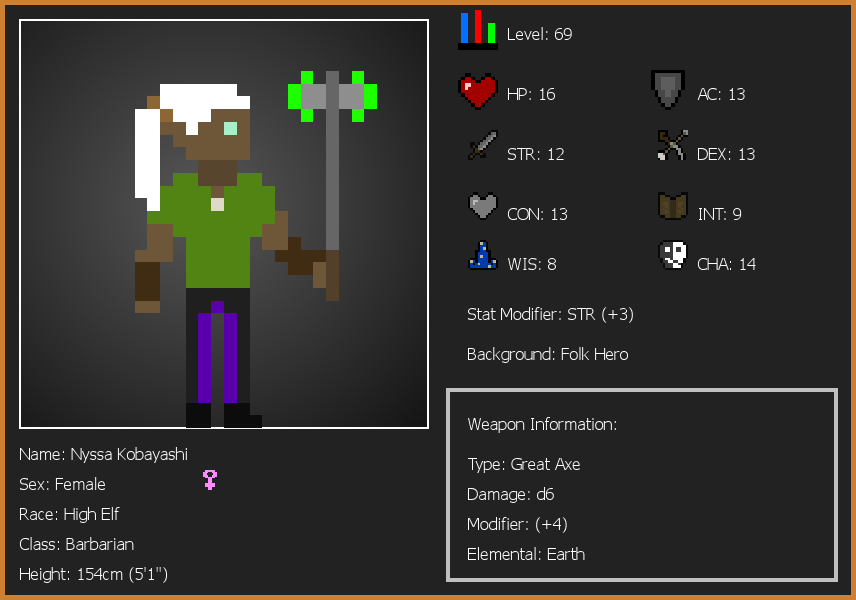 Level: 69
HP: 16
AC: 13
STR: 12
DEX: 13
CON: 13
INT: 9
WIS: 8
CHA: 14
Stat Modifier: STR (+3)
Background: Folk Hero
Weapon Information:
Type: Great Axe
Damage: d6
Modifier: (+4)
Elemental: Earth
Name: Nyssa Kobayashi
Sex: Female
Race: High Elf
Class: Barbarian
Height: 154cm (5'1")